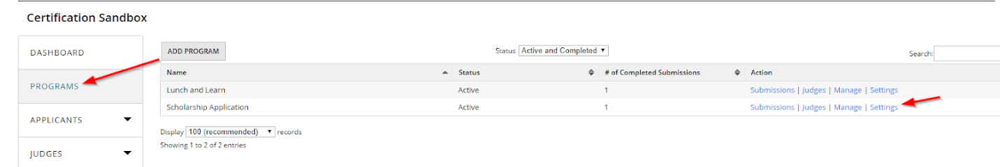 Certification Sandbox
DASHBOARD
PROGRAMS
APPLICANTS
JUDGES
ADD PROGRAM
Status Active and Completed
Search:
Name Status # of Completed Submissions Action
Lunch and Learn Active 1 Submissions | Judges | Manage | Settings
Scholarship Application Active 1 Submissions | Judges | Manage | Settings
Display 100 (recommended) records
Showing 1 to 2 of 2 entries